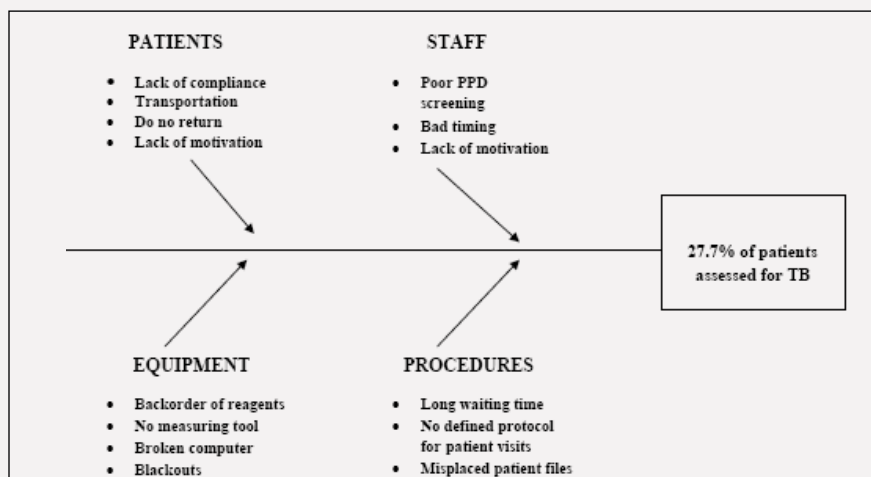 PATIENTS
• Lack of compliance
• Transportation
• Do no return
• Lack of motivation
STAFF
• Poor PPD
screening
• Bad timing
• Lack of motivation
27.7% of patients
assessed for TB
EQUIPMENT
• Backorder of reagents
• No measuring tool
• Broken computer
• Blackouts
PROCEDURES
• Long waiting time
• No defined protocol
for patient visits
• Misplaced patient files